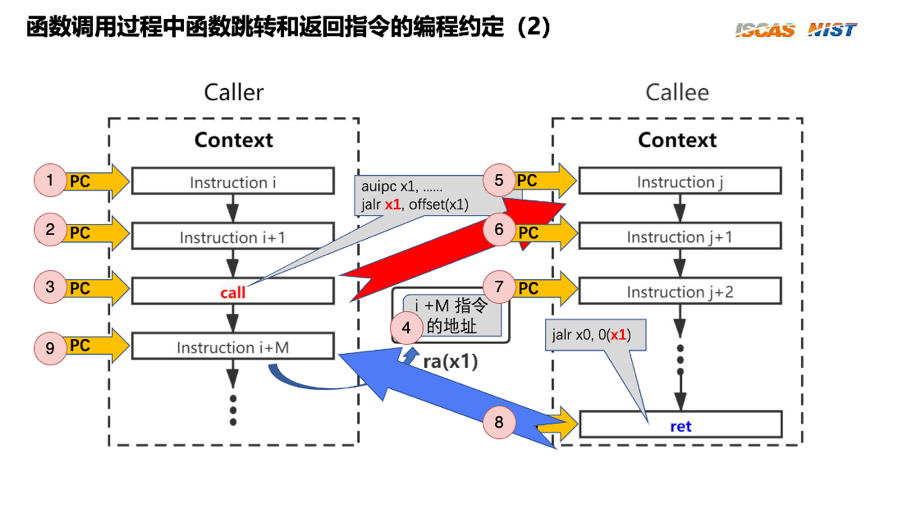 函数调用过程中函数跳转和返回指令的编程约定（2）
ISCAS NIST
Caller
Callee
Context
Context
1 PC
Instruction i
auipc x1, ......
jalr x1, offset(x1)
5 PC
Instruction j
2 PC
Instruction i+1
6 PC
Instruction j+1
3 PC
call
7 PC
Instruction j+2
i +M 指令
的地址
4
ra(x1)
9 PC
Instruction i+M
jalr x0, 0(x1)
8
ret